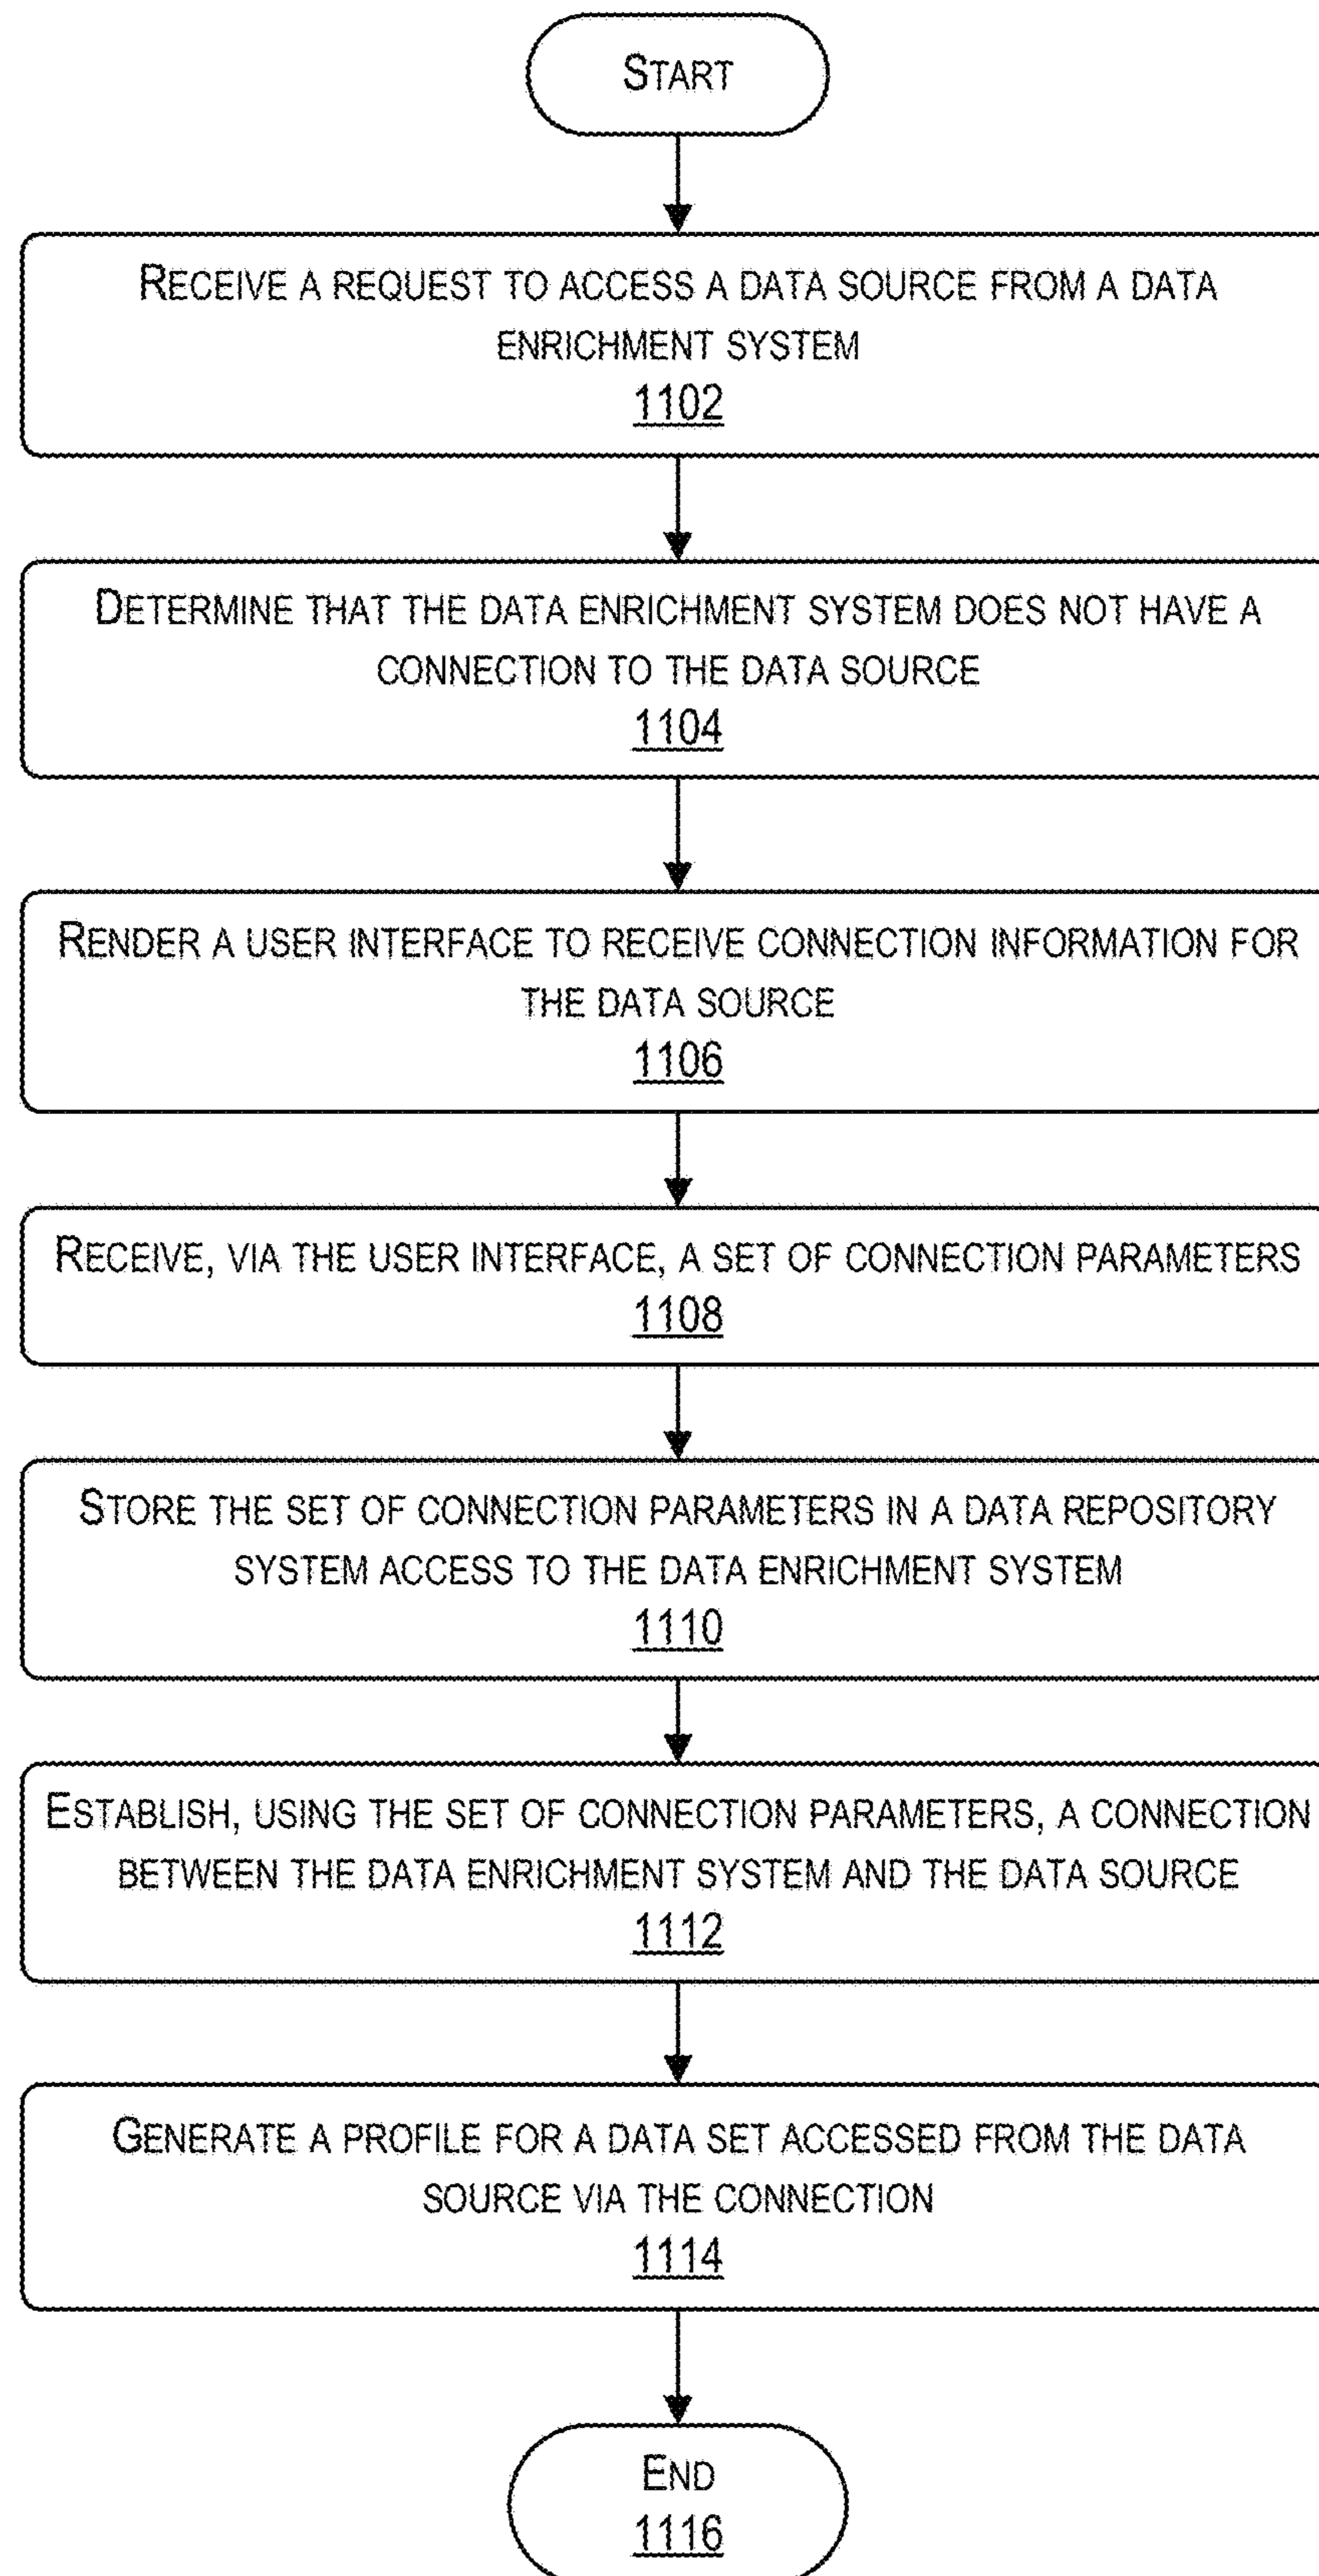 START
RECEIVE A REQUEST TO ACCESS A DATA SOURCE FROM A DATA
ENRICHMENT SYSTEM
1102
DETERMINE THAT THE DATA ENRICHMENT SYSTEM DOES NOT HAVE A
CONNECTION TO THE DATA SOURCE
1104
RENDER A USER INTERFACE TO RECEIVE CONNECTION INFORMATION FOR
THE DATA SOURCE
1106
RECEIVE, VIA THE USER INTERFACE, A SET OF CONNECTION PARAMETERS
1108
STORE THE SET OF CONNECTION PARAMETERS IN A DATA REPOSITORY
SYSTEM ACCESS TO THE DATA ENRICHMENT SYSTEM
1110
ESTABLISH, USING THE SET OF CONNECTION PARAMETERS, A CONNECTION
BETWEEN THE DATA ENRICHMENT SYSTEM AND THE DATA SOURCE
1112
GENERATE A PROFILE FOR A DATA SET ACCESSED FROM THE DATA
SOURCE VIA THE CONNECTION
1114
END
1116